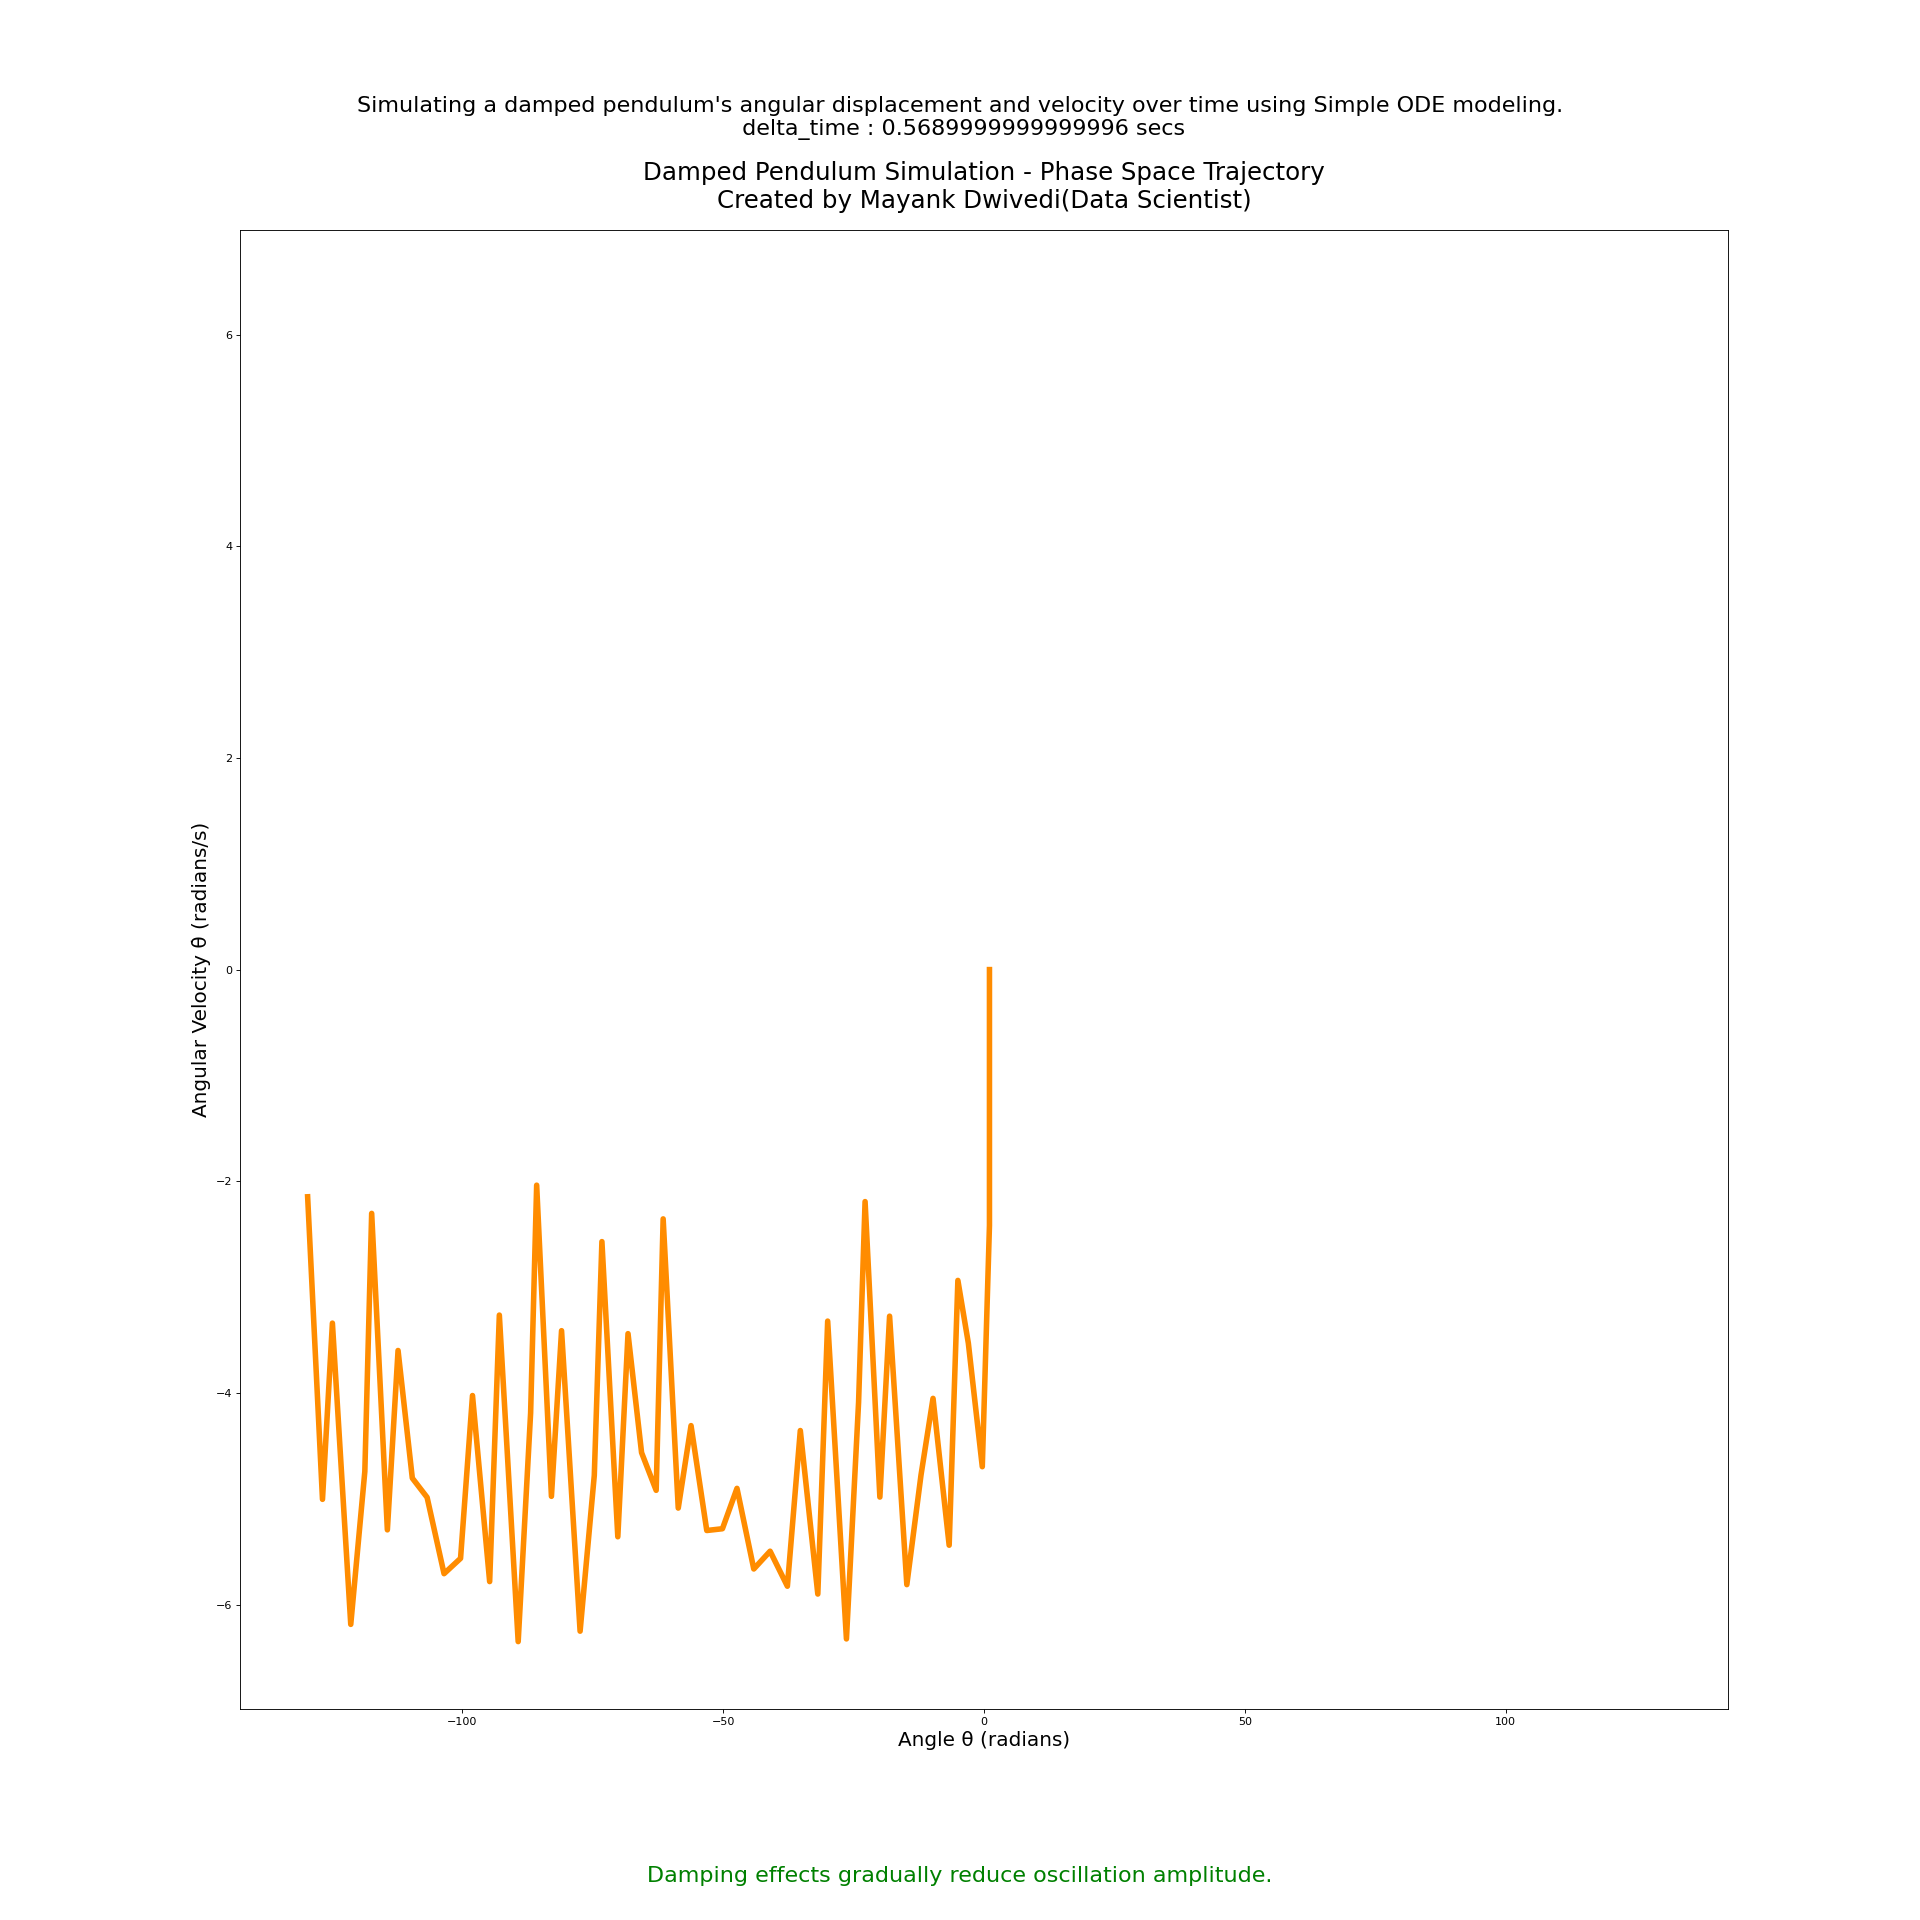 Simulating a damped pendulum's angular displacement and velocity over time using Simple ODE modeling.
delta_time : 0.5689999999999996 secs
Damped Pendulum Simulation - Phase Space Trajectory
Created by Mayank Dwivedi(Data Scientist)
6
4
2
0
−2
−4
−6
Angular Velocity θ (radians/s)
−100
−50
0
50
100
Angle θ (radians)
Damping effects gradually reduce oscillation amplitude.